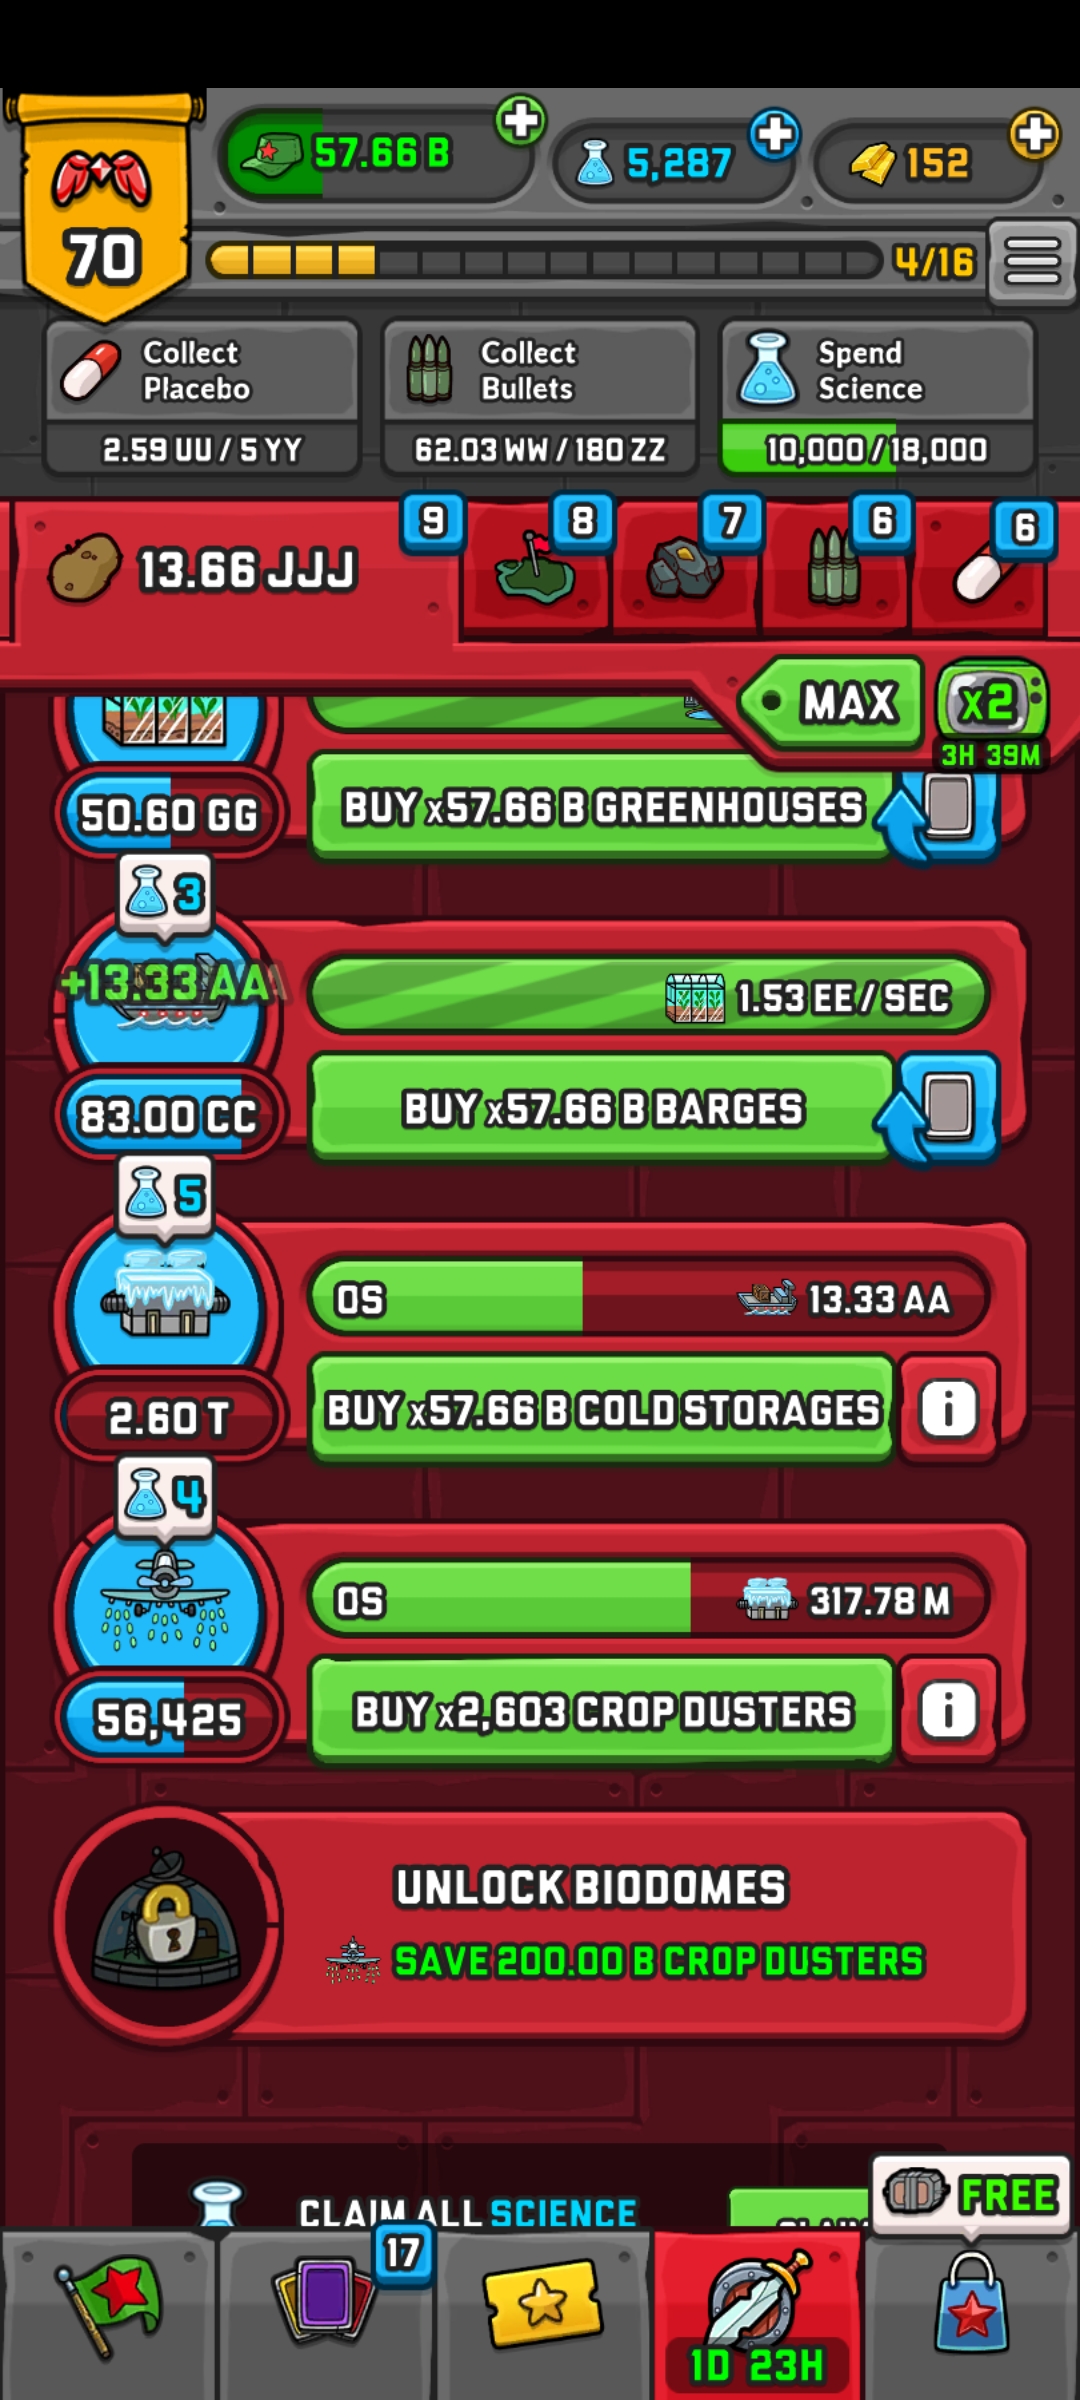 57.66 B
5,287
152
70
4/16
Collect
Placebo
2.59 UU / 5 YY
Collect
Bullets
62.03 WW / 180 ZZ
Spend
Science
10,000 / 18,000
13.66 JJJ
9
8
7
6
6
MAX
x2
3H 39M
50.60 GG
BUY x57.66 B GREENHOUSES
3
+13.33 AA
1.53 EE / SEC
83.00 CC
BUY x57.66 B BARGES
5
0S
13.33 AA
2.60 T
BUY x57.66 B COLD STORAGES
i
4
0S
317.78 M
56,425
BUY x2,603 CROP DUSTERS
i
UNLOCK BIODOMES
SAVE 200.00 B CROP DUSTERS
CLAIM ALL SCIENCE
FREE
17
1D 23H